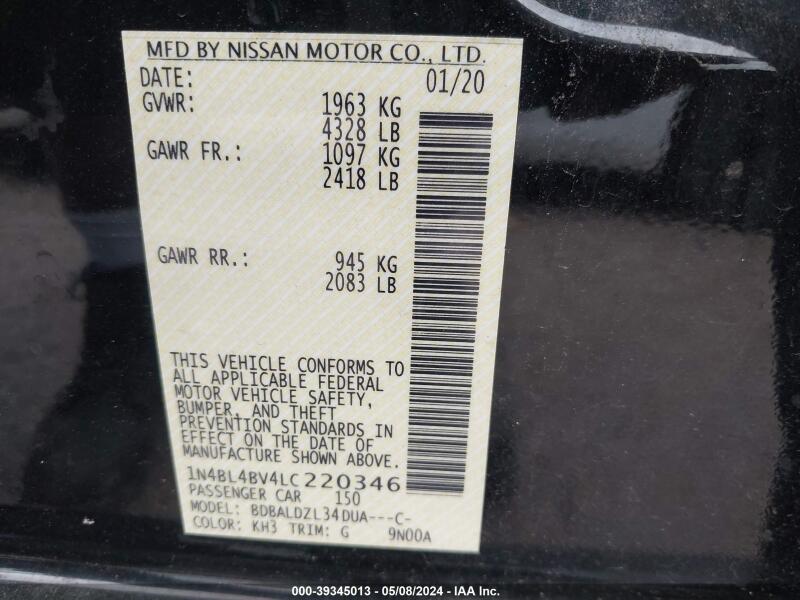 MFD BY NISSAN MOTOR CO., LTD.
DATE: 01/20
GVWR: 1963 KG
4328 LB
GAWR FR.: 1097 KG
2418 LB
GAWR RR.: 945 KG
2083 LB
THIS VEHICLE CONFORMS TO
ALL APPLICABLE FEDERAL
MOTOR VEHICLE SAFETY,
BUMPER, AND THEFT
PREVENTION STANDARDS IN
EFFECT ON THE DATE OF
MANUFACTURE SHOWN ABOVE.
1N4BL4BV4LC220346
PASSENGER CAR 150
MODEL: BDBALDZL34DUA---C-
COLOR: KH3 TRIM: G 9N00A
000-39345013 - 05/08/2024 - IAA Inc.